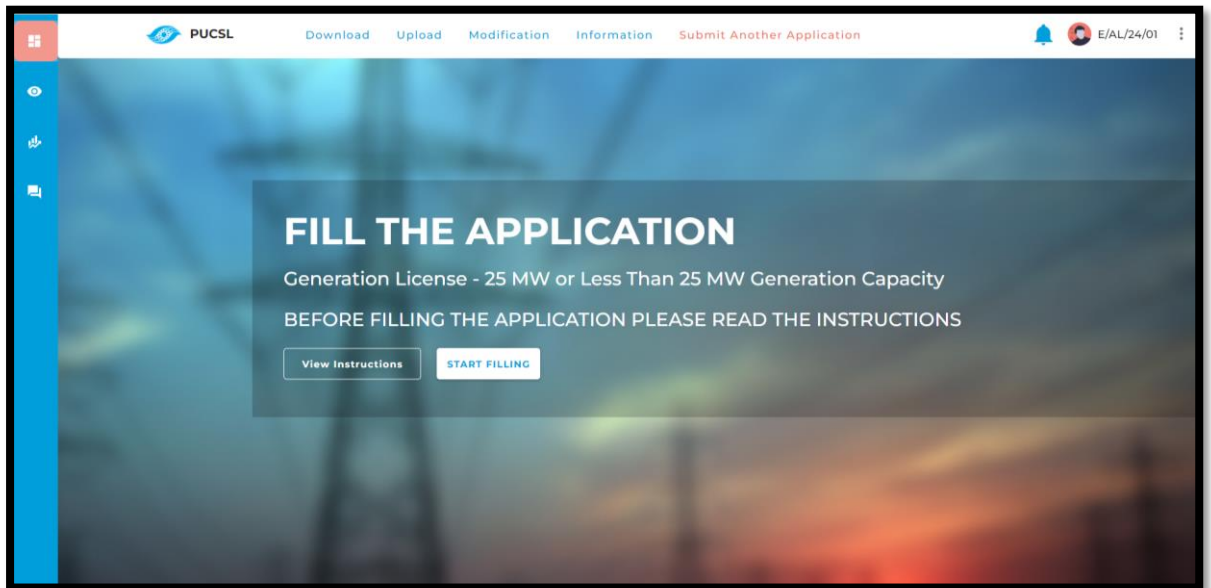 PUCSL
Download Upload Modification Information Submit Another Application
E/AL/24/01
FILL THE APPLICATION
Generation License - 25 MW or Less Than 25 MW Generation Capacity
BEFORE FILLING THE APPLICATION PLEASE READ THE INSTRUCTIONS
View Instructions START FILLING